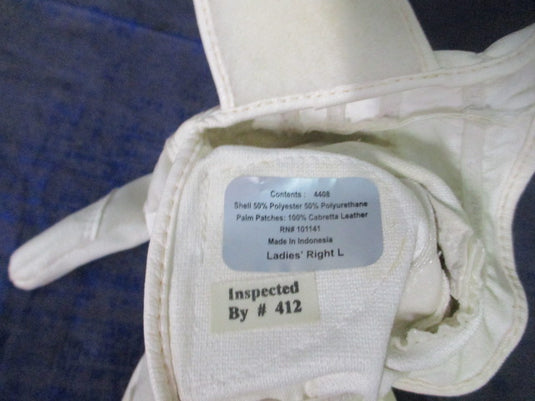 Contents : 4408
Shell 50% Polyester 50% Polyurethane
Palm Patches: 100% Cabretta Leather
RN# 101141
Made In Indonesia
Ladies' Right L
Inspected
By # 412